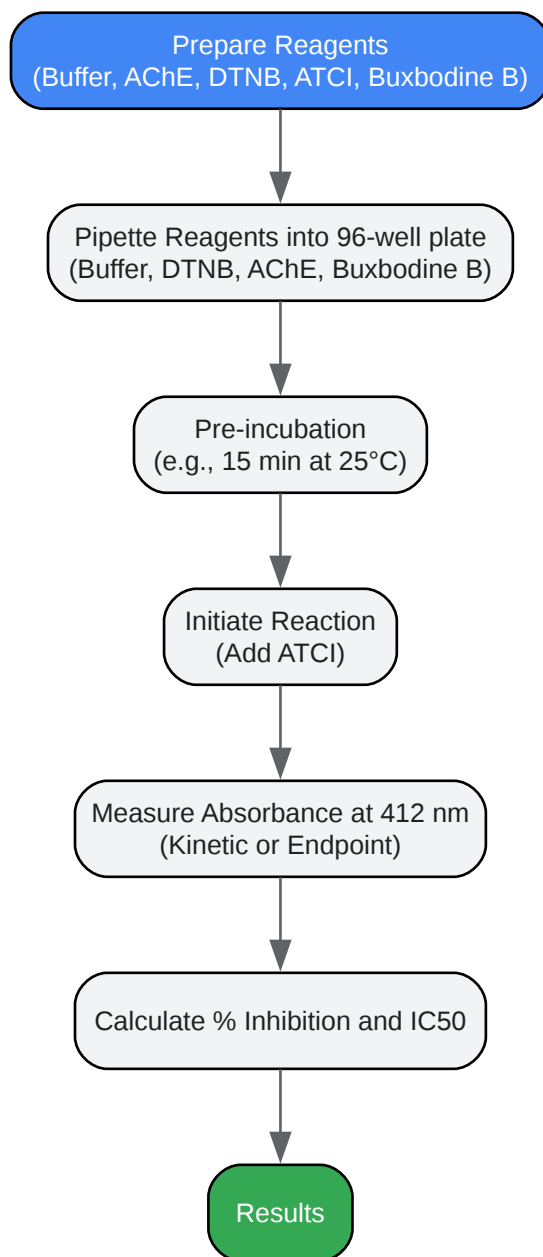 Prepare Reagents
(Buffer, AChE, DTNB, ATCI, Buxbodine B)
Pipette Reagents into 96-well plate
(Buffer, DTNB, AChE, Buxbodine B)
Pre-incubation
(e.g., 15 min at 25°C)
Initiate Reaction
(Add ATCI)
Measure Absorbance at 412 nm
(Kinetic or Endpoint)
Calculate % Inhibition and IC50
Results